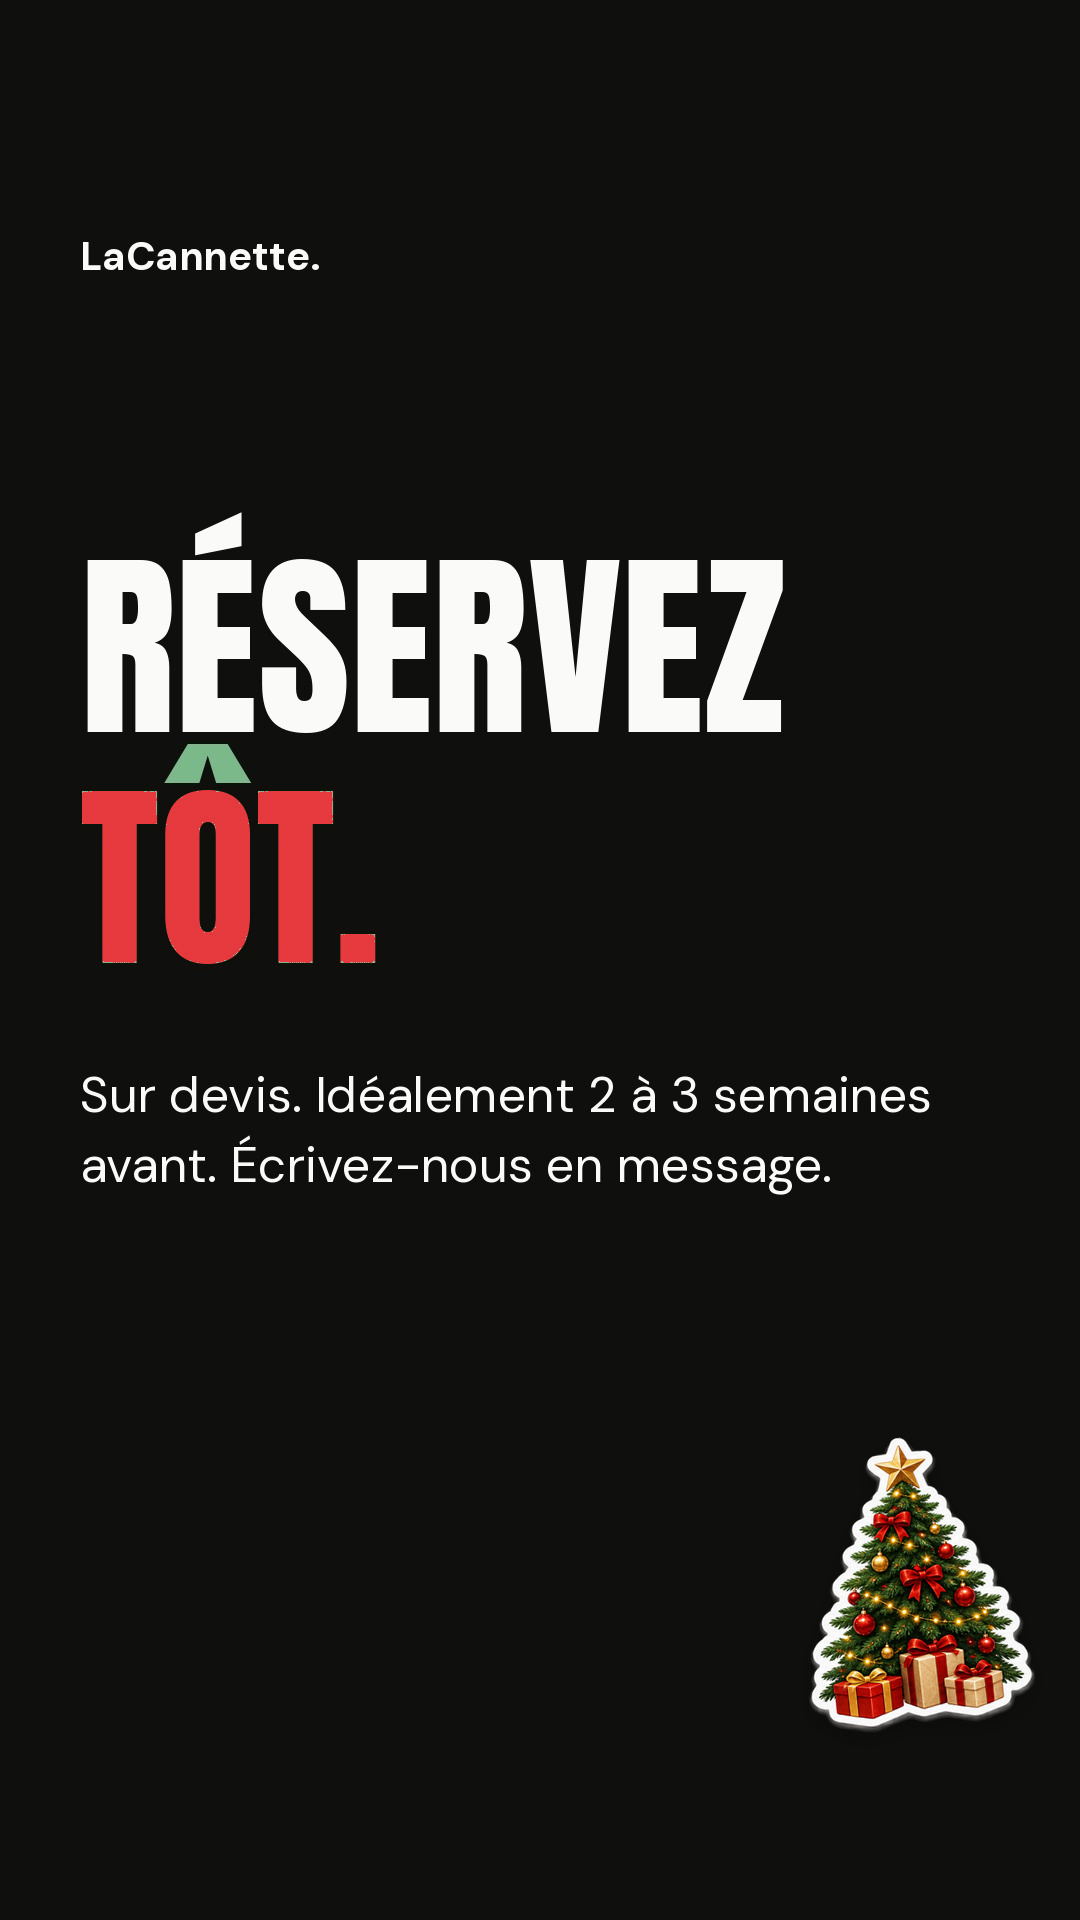 LaCannette.
RÉSERVEZ
TÔT.
Sur devis. Idéalement 2 à 3 semaines
avant. Écrivez-nous en message.